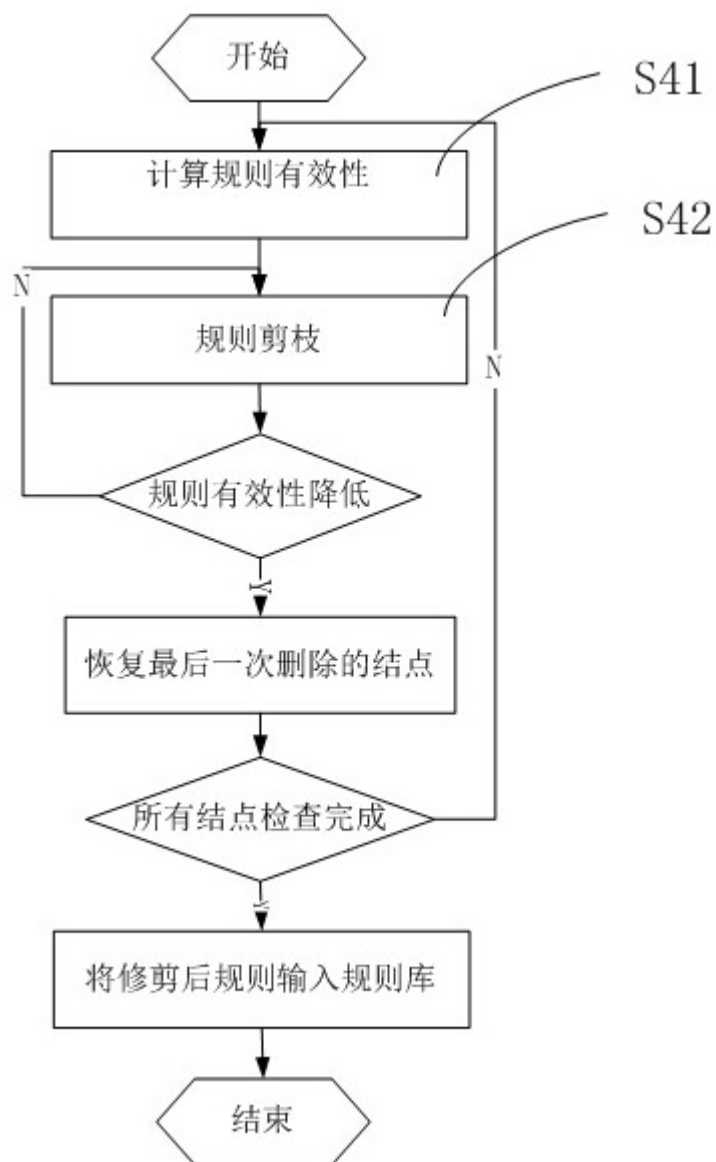 开始
S41
计算规则有效性
S42
N
规则剪枝
N
规则有效性降低
Y
恢复最后一次删除的结点
所有结点检查完成
Y
将修剪后规则输入规则库
结束